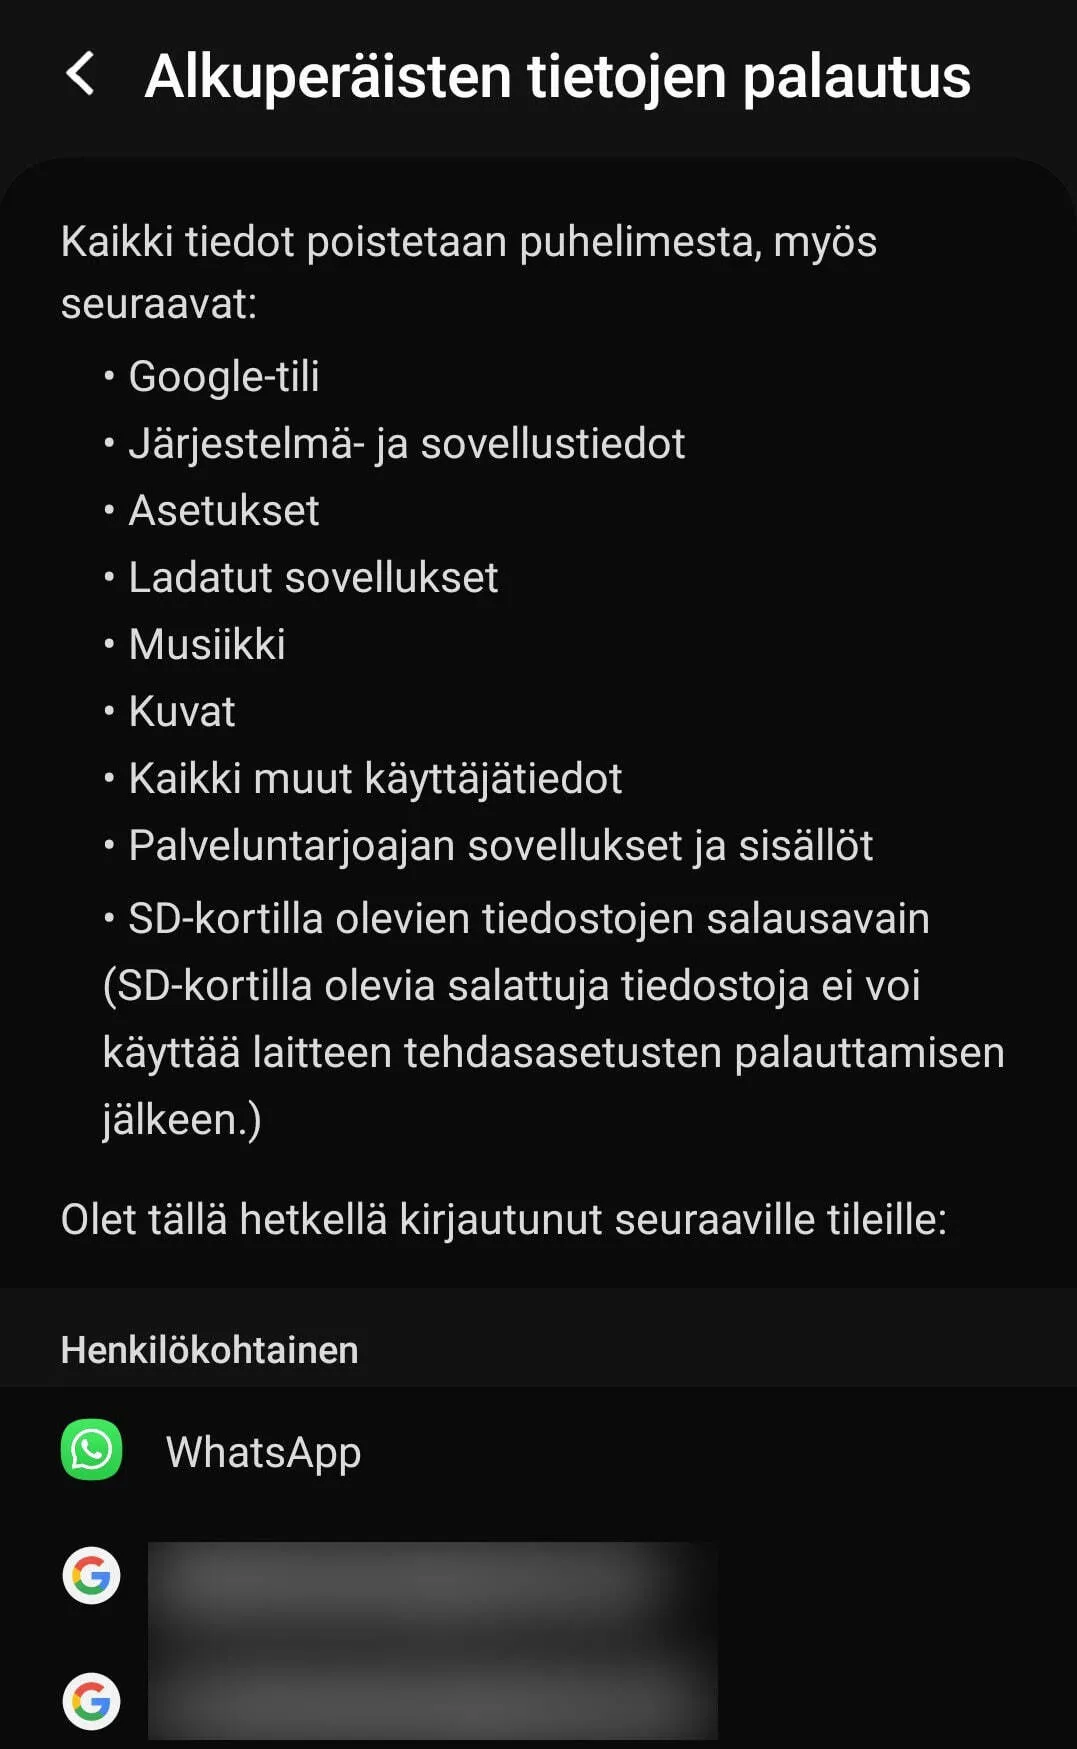 Alkuperäisten tietojen palautus
Kaikki tiedot poistetaan puhelimesta, myös
seuraavat:
• Google-tili
• Järjestelmä- ja sovellustiedot
• Asetukset
• Ladatut sovellukset
• Musiikki
• Kuvat
• Kaikki muut käyttäjätiedot
• Palveluntarjoajan sovellukset ja sisällöt
• SD-kortilla olevien tiedostojen salausavain
(SD-kortilla olevia salattuja tiedostoja ei voi
käyttää laitteen tehdasasetusten palauttamisen
jälkeen.)
Olet tällä hetkellä kirjautunut seuraaville tileille:
Henkilökohtainen
WhatsApp